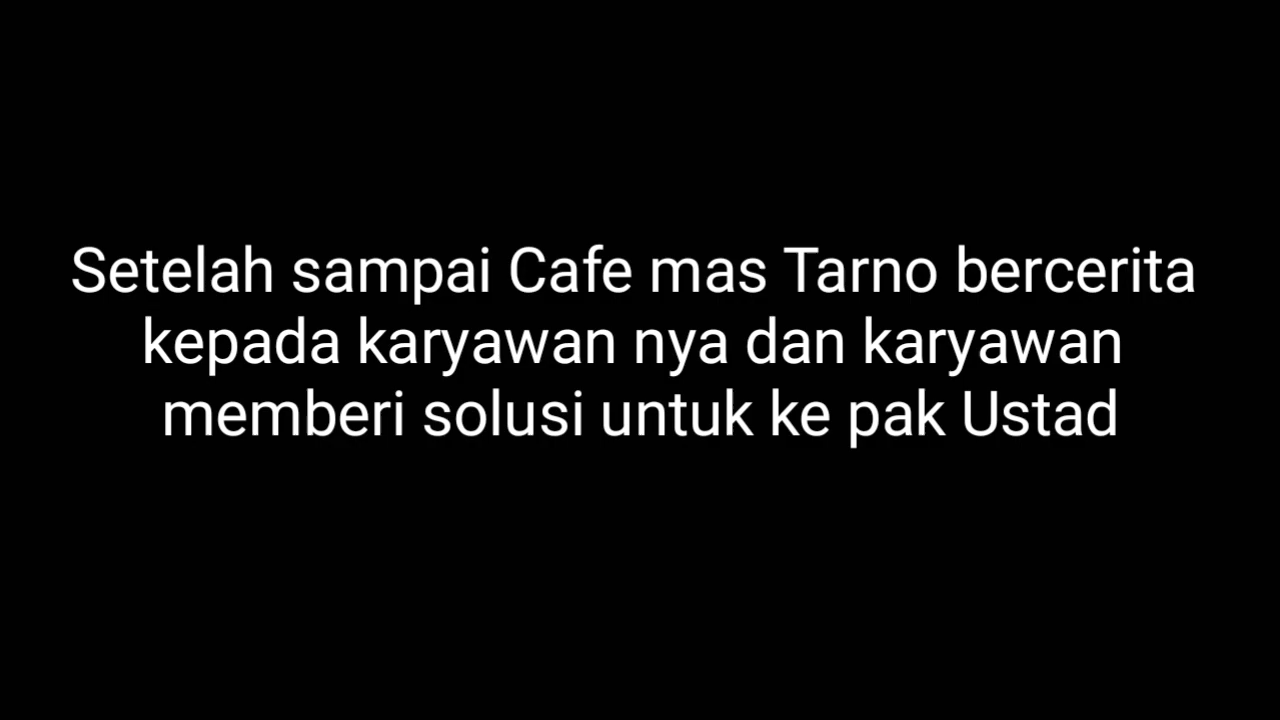 Setelah sampai Cafe mas Tarno bercerita
kepada karyawan nya dan karyawan
memberi solusi untuk ke pak Ustad